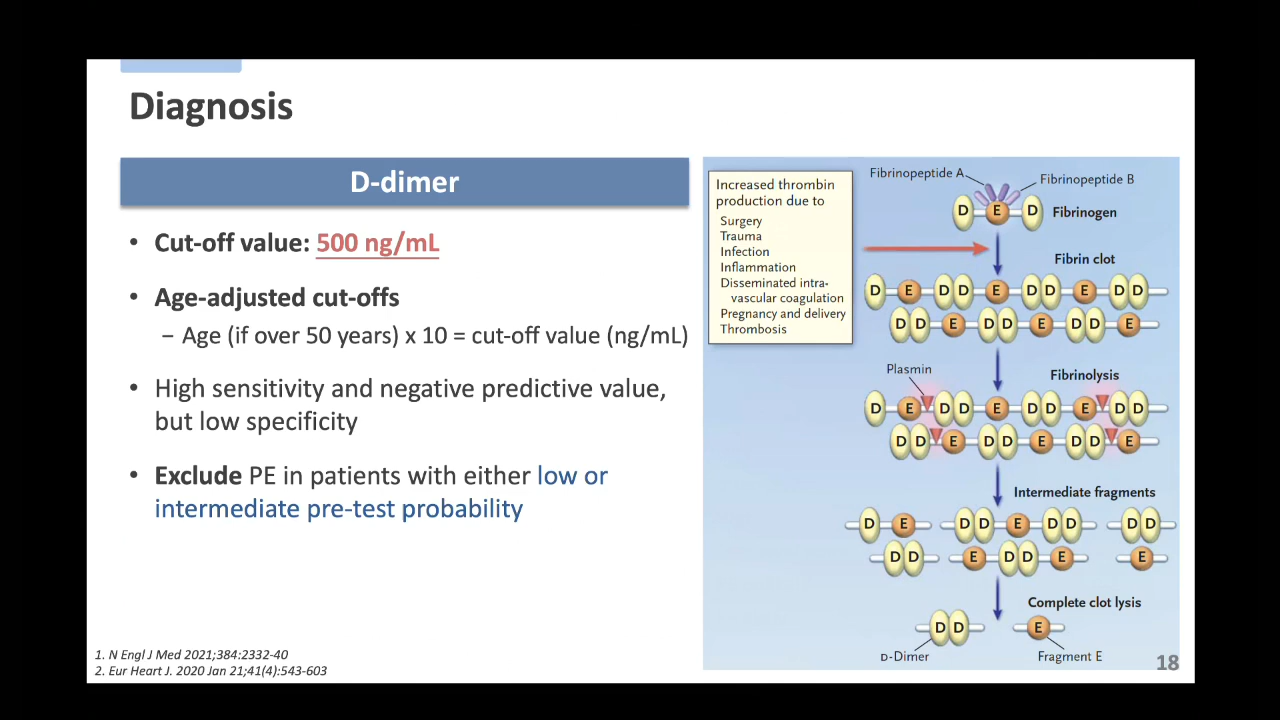 Diagnosis
D-dimer
• Cut-off value: 500 ng/mL
• Age-adjusted cut-offs
– Age (if over 50 years) x 10 = cut-off value (ng/mL)
• High sensitivity and negative predictive value,
but low specificity
• Exclude PE in patients with either low or
intermediate pre-test probability
1. N Engl J Med 2021;384:2332-40
2. Eur Heart J. 2020 Jan 21;41(4):543-603
Increased thrombin
production due to
Surgery
Trauma
Infection
Inflammation
Disseminated intra-
vascular coagulation
Pregnancy and delivery
Thrombosis
Fibrinopeptide A
Fibrinopeptide B
D E D
Fibrinogen
Fibrin clot
D E D D E D D E D D
D D E D D E D D E
Plasmin
Fibrinolysis
D E D D E D D E D D
D D E D D E D D E
Intermediate fragments
D E D D E D D D D
D D E D D E E
Complete clot lysis
D D E
D-Dimer
Fragment E
18